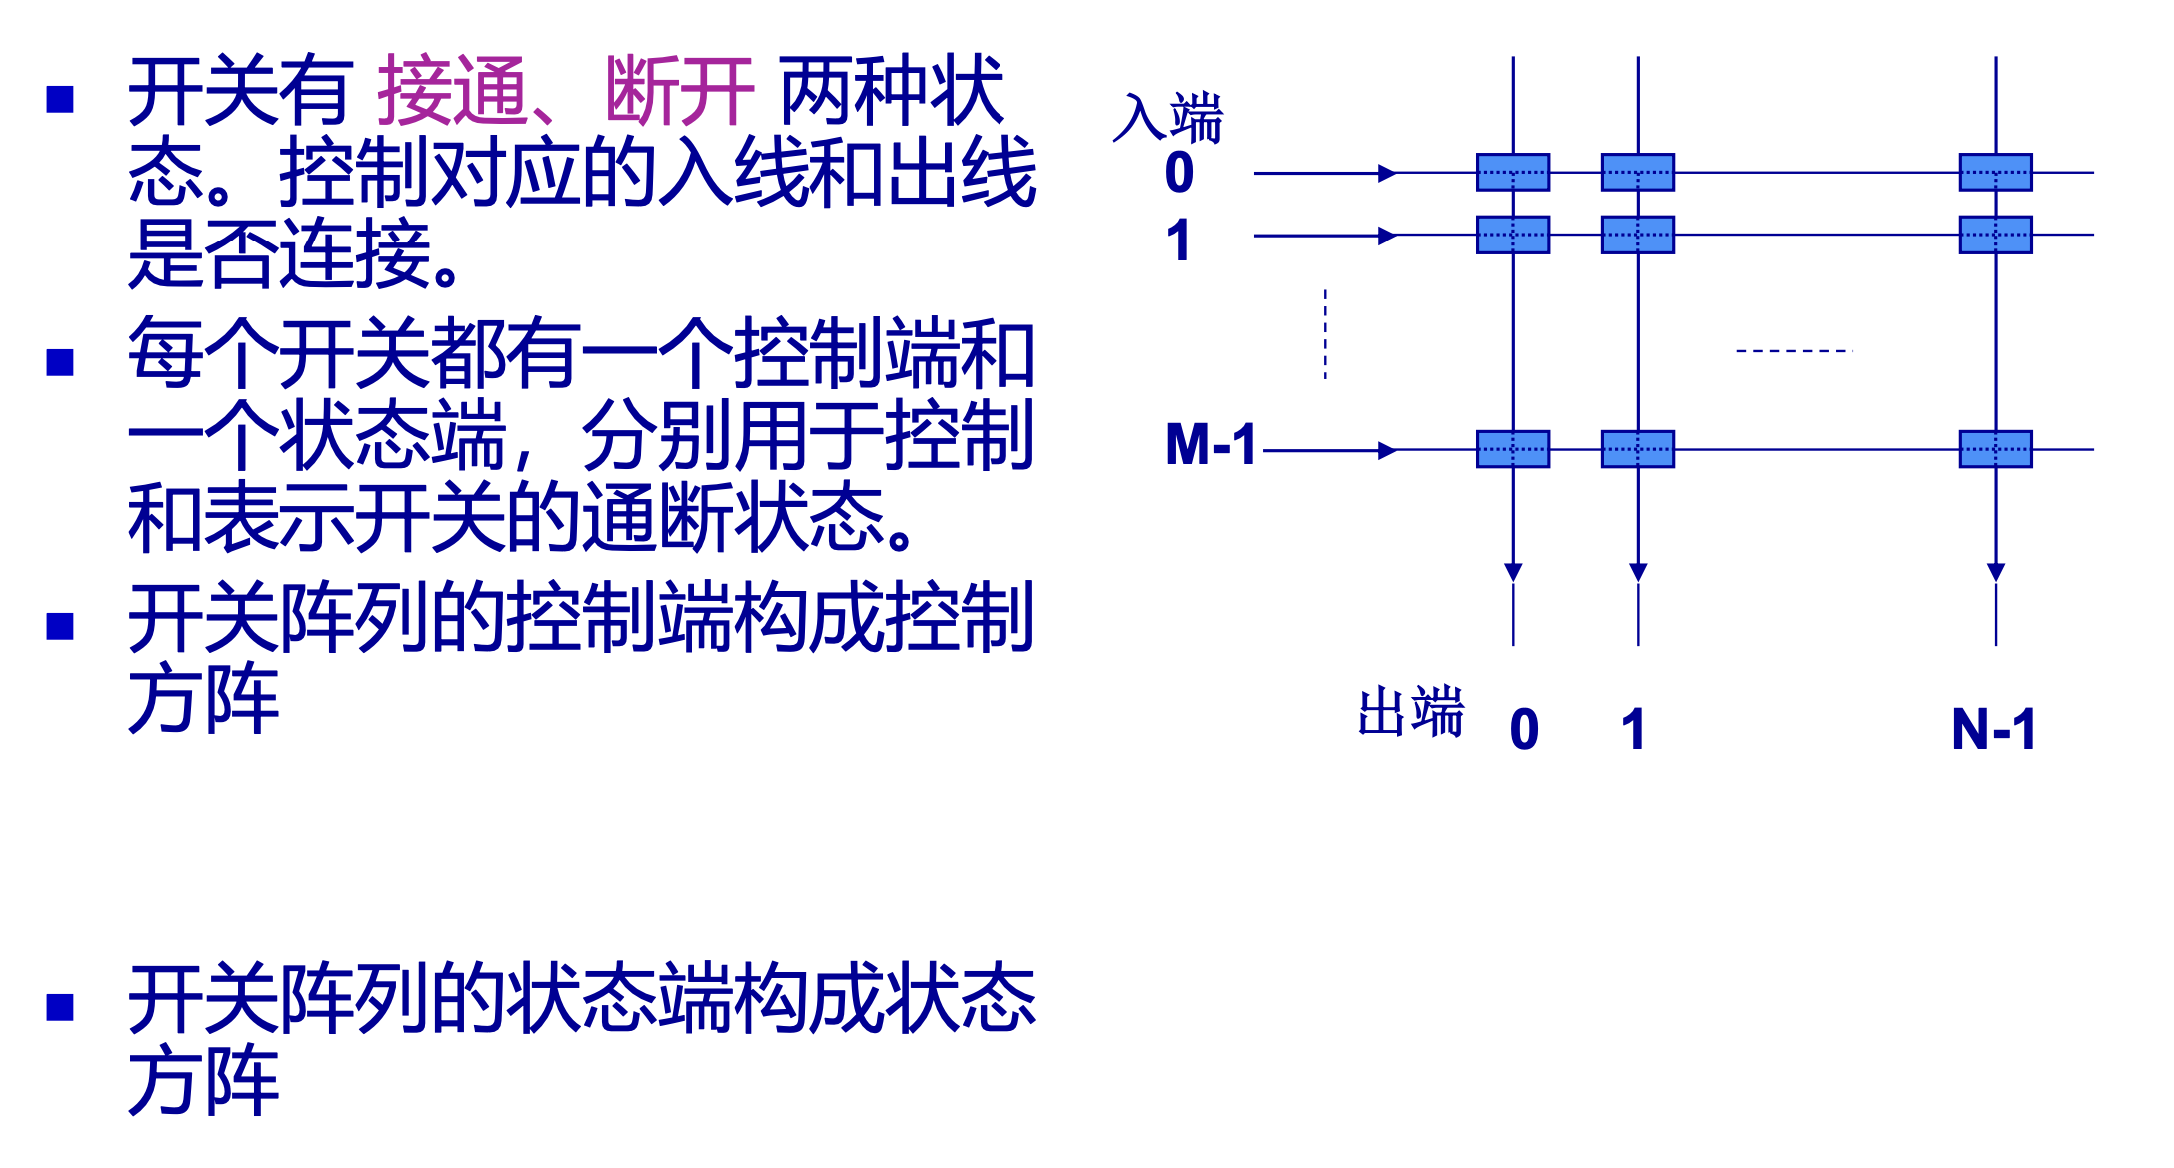 开关有 接通、断开 两种状
态。控制对应的入线和出线
是否连接。
每个开关都有一个控制端和
一个状态端，分别用于控制
和表示开关的通断状态。
开关阵列的控制端构成控制
方阵
开关阵列的状态端构成状态
方阵
入端
0
1
M-1
出端 0 1 N-1